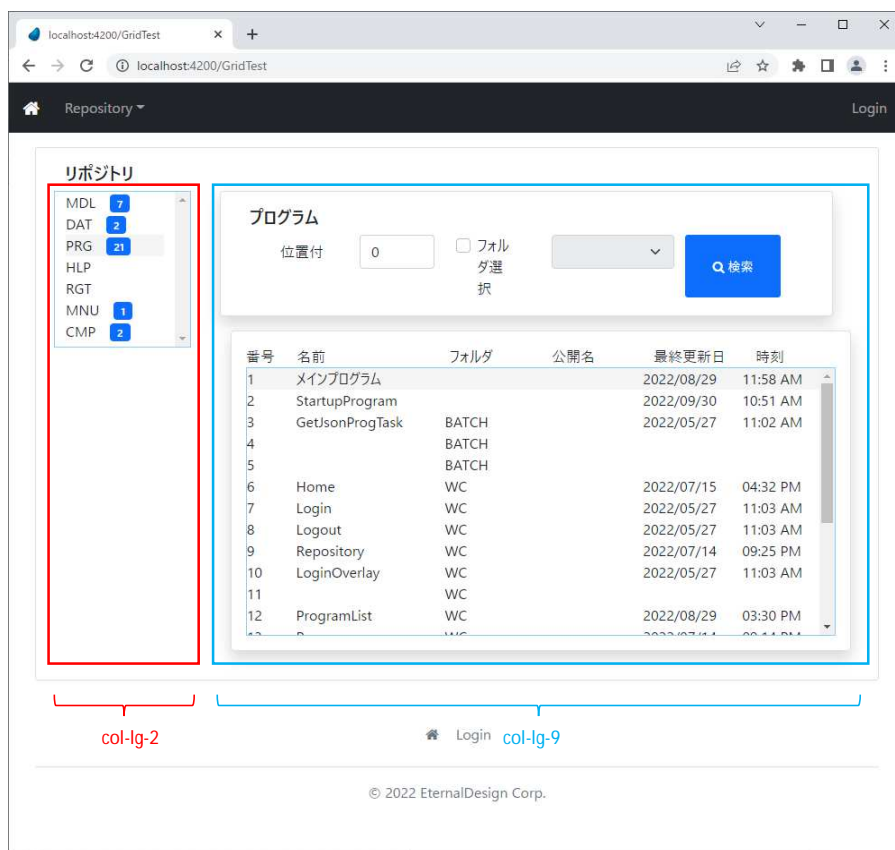 localhost:4200/GridTest
localhost:4200/GridTest
Repository
Login
リポジトリ
MDL 7
DAT 2
PRG 21
HLP
RGT
MNU 1
CMP 2
プログラム
位置付 0 フォル
ダ選
択
検索
番号 名前 フォルダ 公開名 最終更新日 時刻
1 メインプログラム 2022/08/29 11:58 AM
2 StartupProgram 2022/09/30 10:51 AM
3 GetJsonProgTask BATCH 2022/05/27 11:02 AM
4 BATCH
5 BATCH
6 Home WC 2022/07/15 04:32 PM
7 Login WC 2022/05/27 11:03 AM
8 Logout WC 2022/05/27 11:03 AM
9 Repository WC 2022/07/14 09:25 PM
10 LoginOverlay WC 2022/05/27 11:03 AM
11 WC
12 ProgramList WC 2022/08/29 03:30 PM
col-lg-2
Login
col-lg-9
© 2022 EternalDesign Corp.